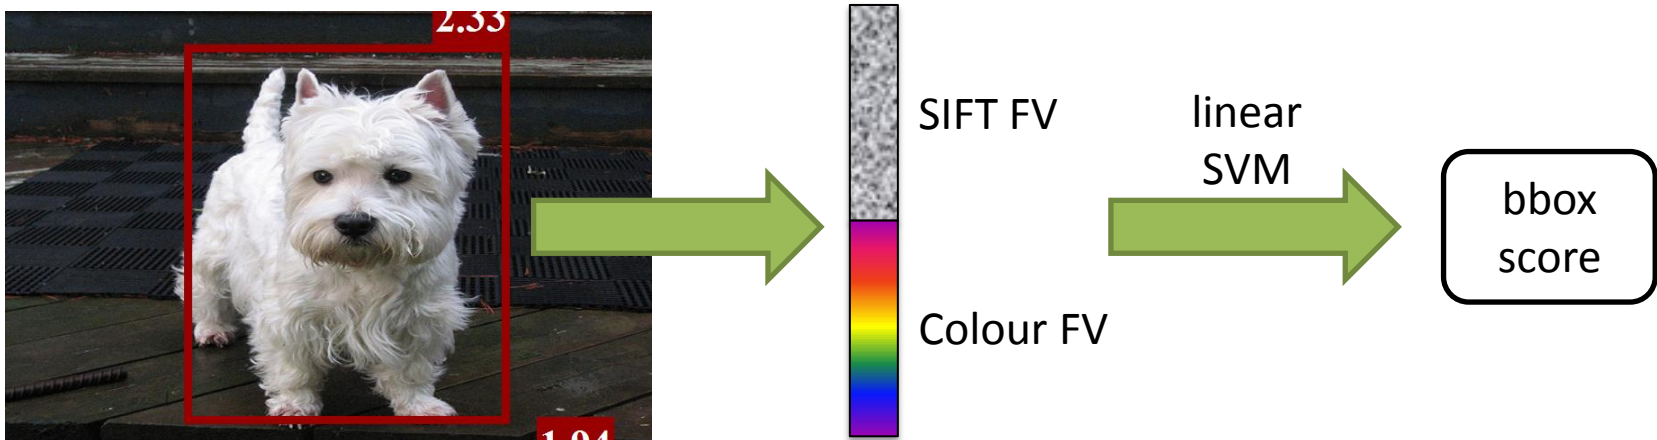 2.33
SIFT FV
linear
SVM
bbox
score
Colour FV
1.94